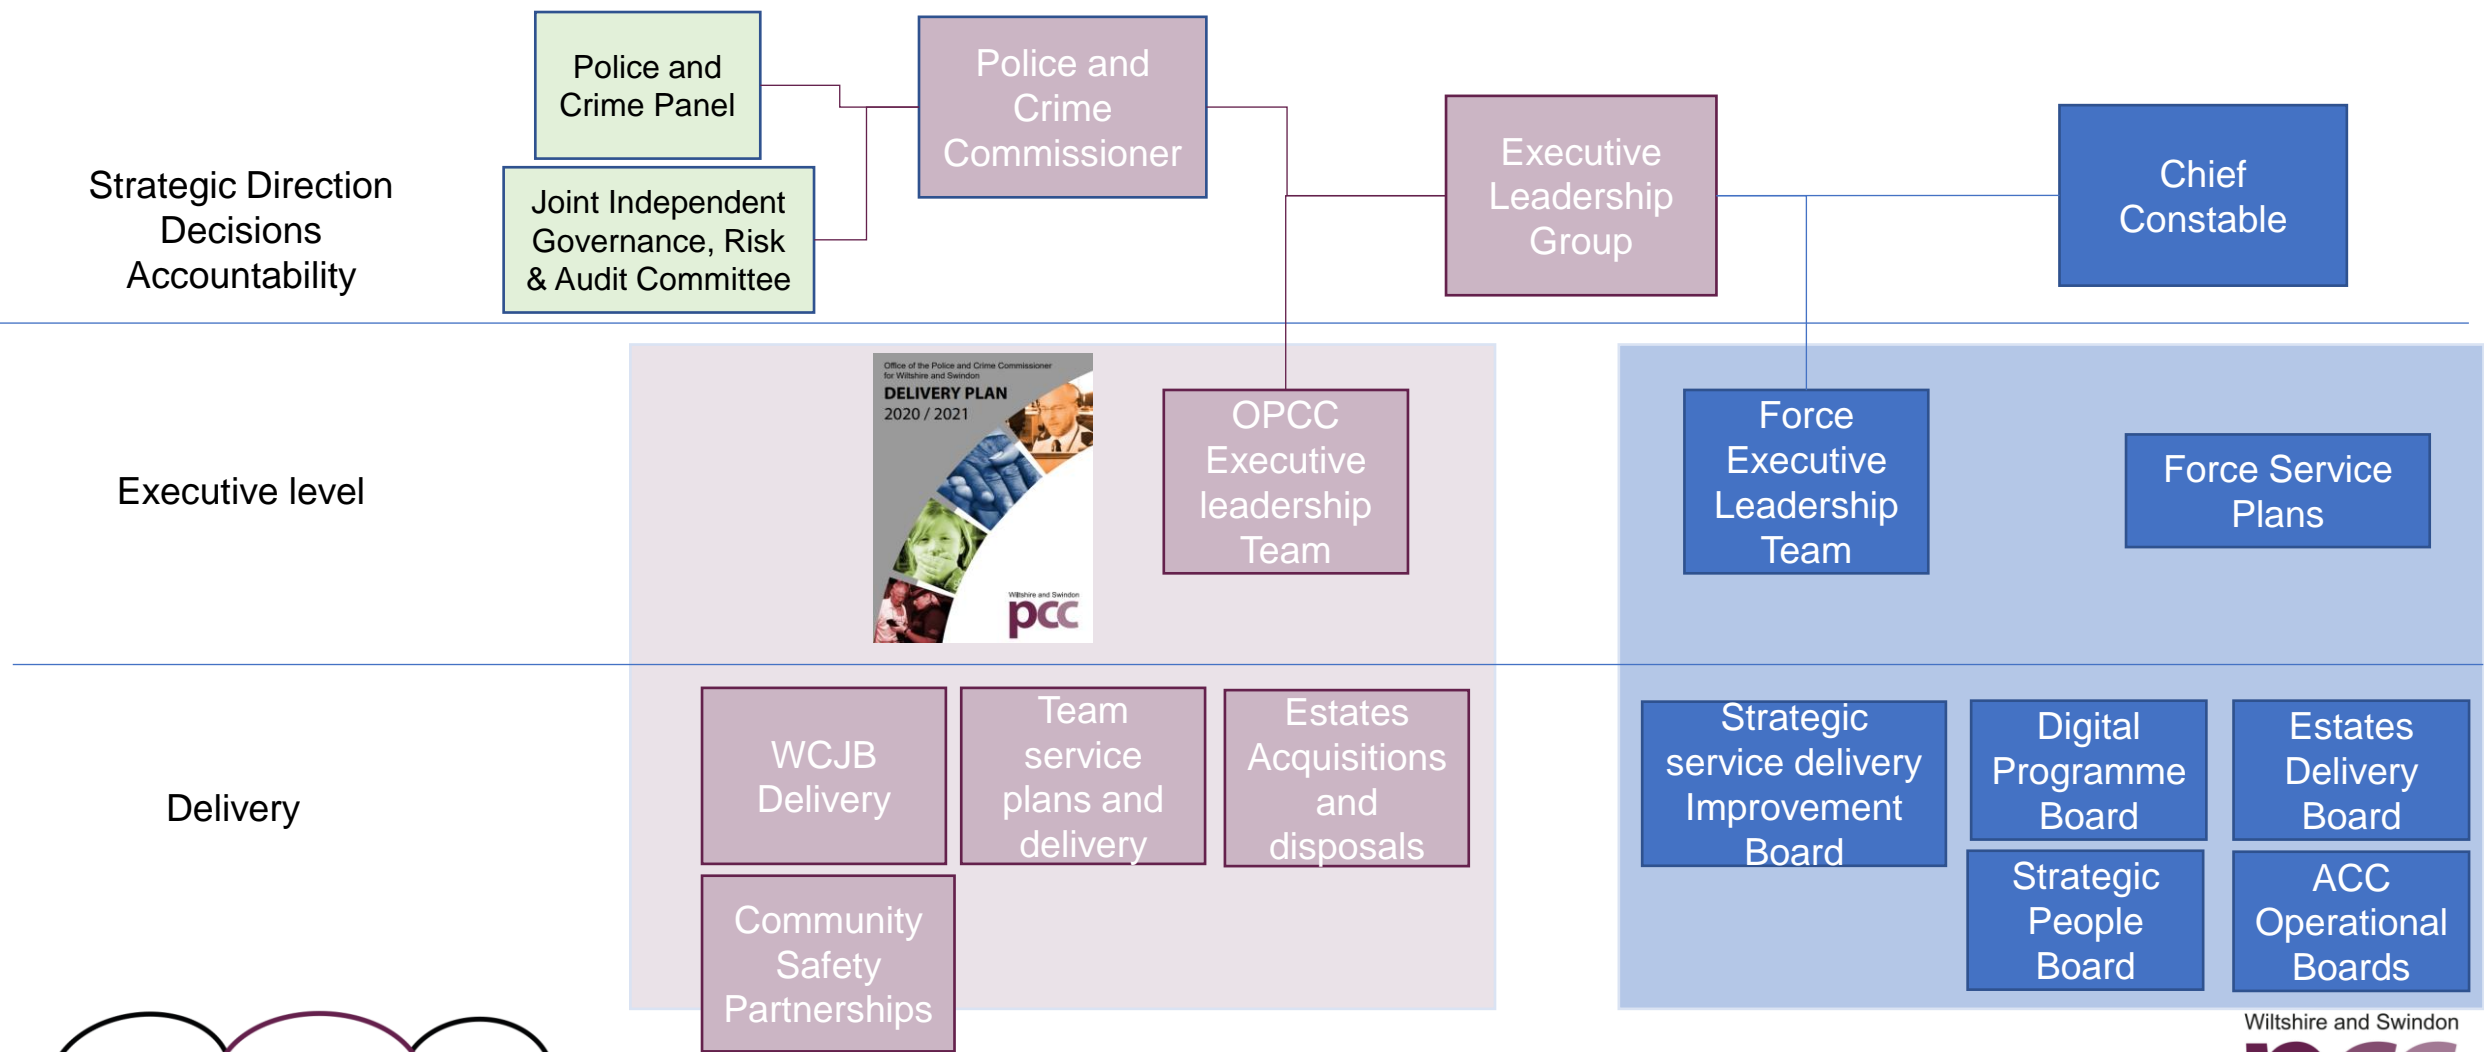 Police and
Crime Panel
Police and
Crime
Commissioner
Executive
Leadership
Group
Chief
Constable
Strategic Direction
Decisions
Accountability
Joint Independent
Governance, Risk
& Audit Committee
Executive level
Office of the Police and Crime Commissioner
for Wiltshire and Swindon
DELIVERY PLAN
2020 / 2021
Wiltshire and Swindon
pcc
OPCC
Executive
leadership
Team
Force
Executive
Leadership
Team
Force Service
Plans
Delivery
WCJB
Delivery
Team
service
plans and
delivery
Estates
Acquisitions
and
disposals
Community
Safety
Partnerships
Strategic
service delivery
Improvement
Board
Digital
Programme
Board
Estates
Delivery
Board
Strategic
People
Board
ACC
Operational
Boards
Wiltshire and Swindon
pcc